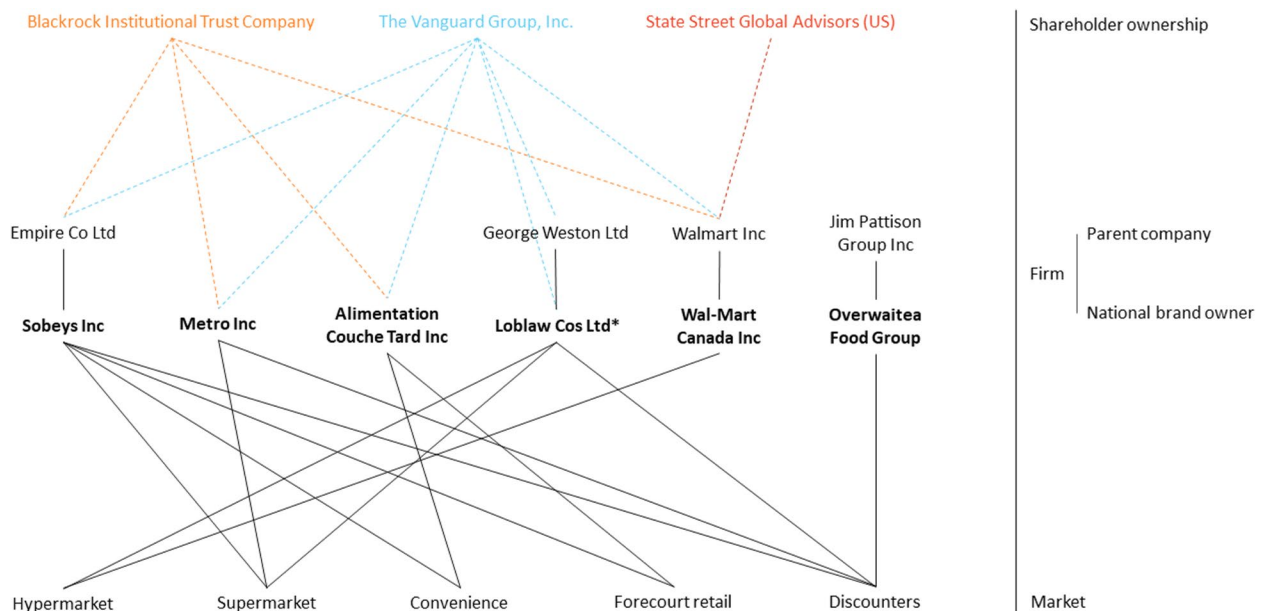 Blackrock Institutional Trust Company
The Vanguard Group, Inc.
State Street Global Advisors (US)
Shareholder ownership
Empire Co Ltd
George Weston Ltd
Walmart Inc
Jim Pattison
Group Inc
Parent company
Firm
Sobeys Inc
Metro Inc
Alimentation
Couche Tard Inc
Loblaw Cos Ltd*
Wal-Mart
Canada Inc
Overwaitea
Food Group
National brand owner
Hypermarket
Supermarket
Convenience
Forecourt retail
Discounters
Market